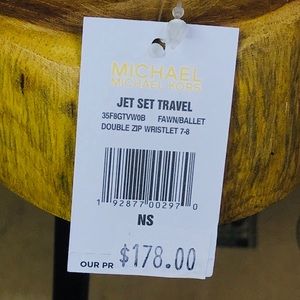 MICHAEL
MICHAEL KORS
JET SET TRAVEL
35F8GTVW0B FAWN/BALLET
DOUBLE ZIP WRISTLET 7-8
1 92877 00297 0
NS
OUR PR $178.00